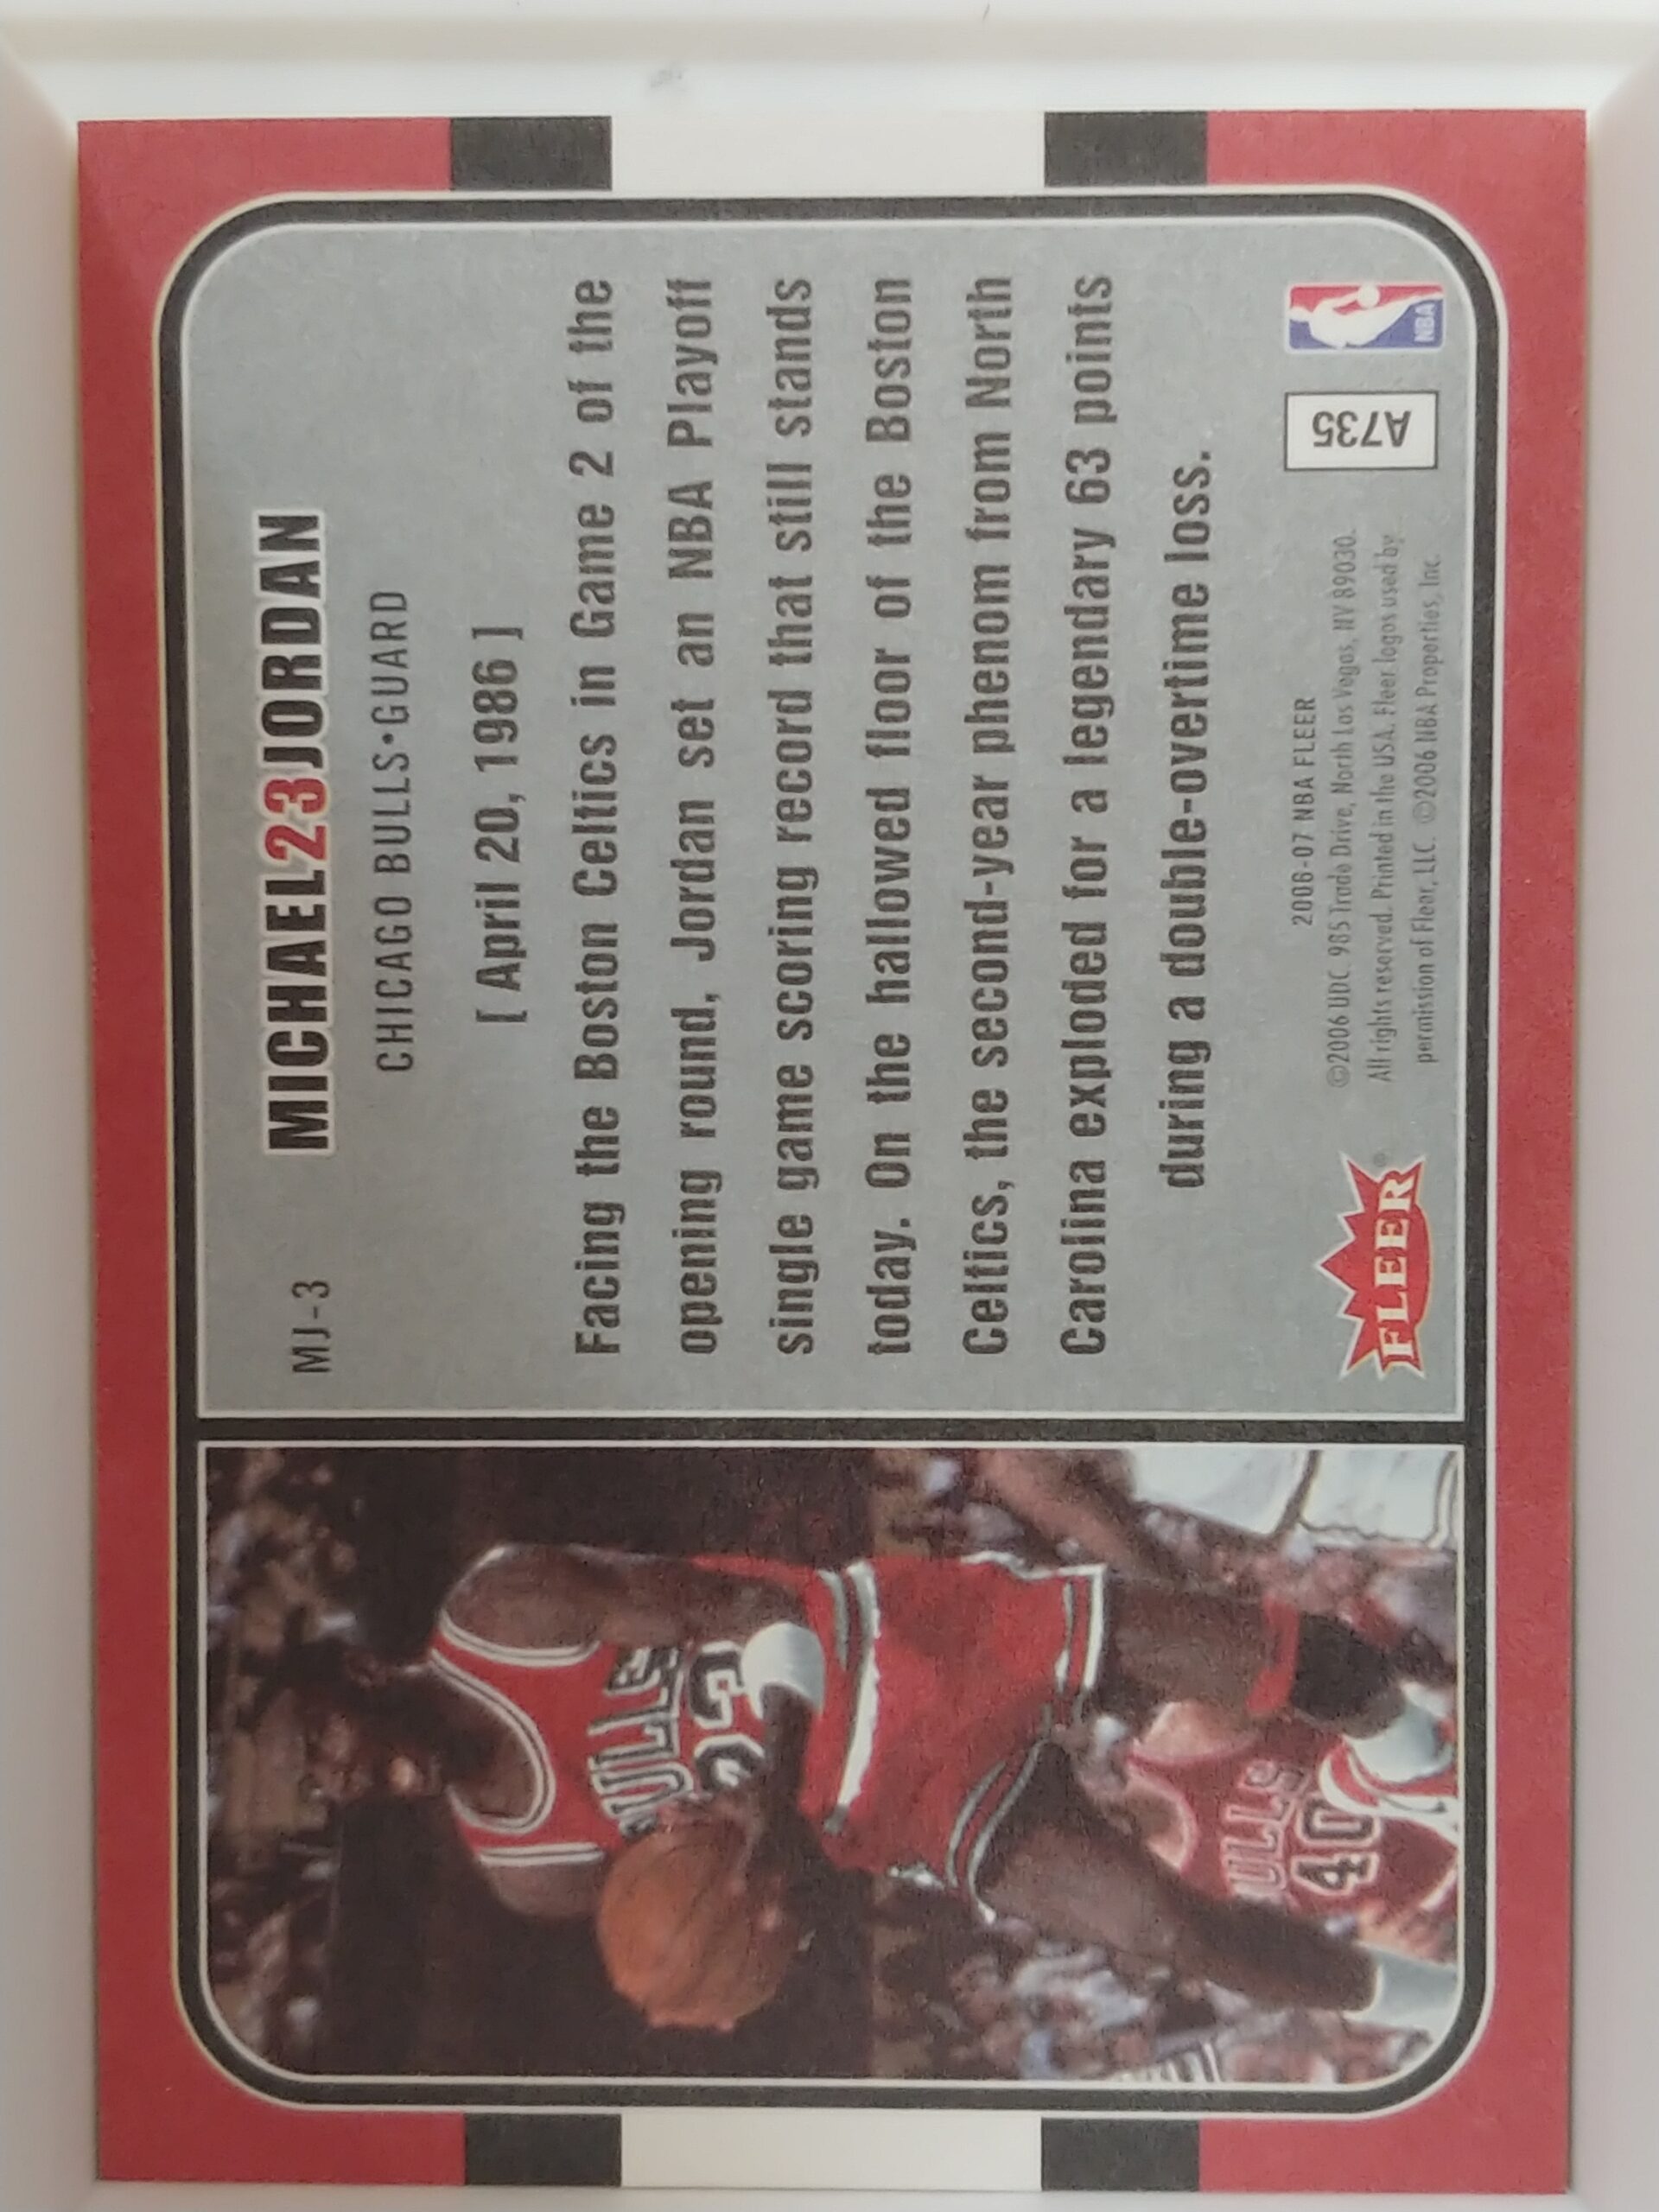 MJ-3
MICHAEL23JORDAN
CHICAGO BULLS•GUARD
[ April 20, 1986 ]
Facing the Boston Celtics in Game 2 of the
opening round, Jordan set an NBA Playoff
single game scoring record that still stands
today. On the hallowed floor of the Boston
Celtics, the second-year phenom from North
Carolina exploded for a legendary 63 points
during a double-overtime loss.
FLEER®
2006-07 NBA FLEER
©2006 UDC. 985 Trade Drive, North Las Vegas, NV 89030.
All rights reserved. Printed in the USA. Fleer logos used by
permission of Fleer, LLC. ©2006 NBA Properties, Inc.
A735
NBA
BULLS
23
BULLS
40